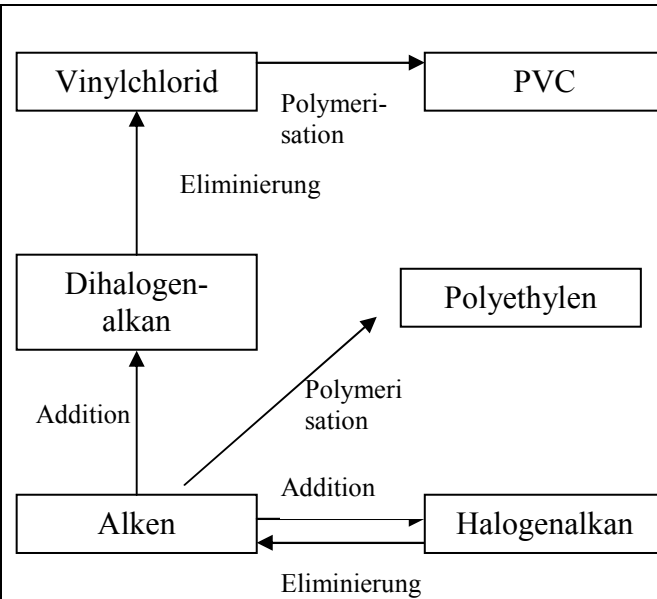 Vinylchlorid
PVC
Polymeri-
sation
Eliminierung
Dihalogen-
alkan
Polyethylen
Polymeri
sation
Addition
Addition
Alken
Halogenalkan
Eliminierung